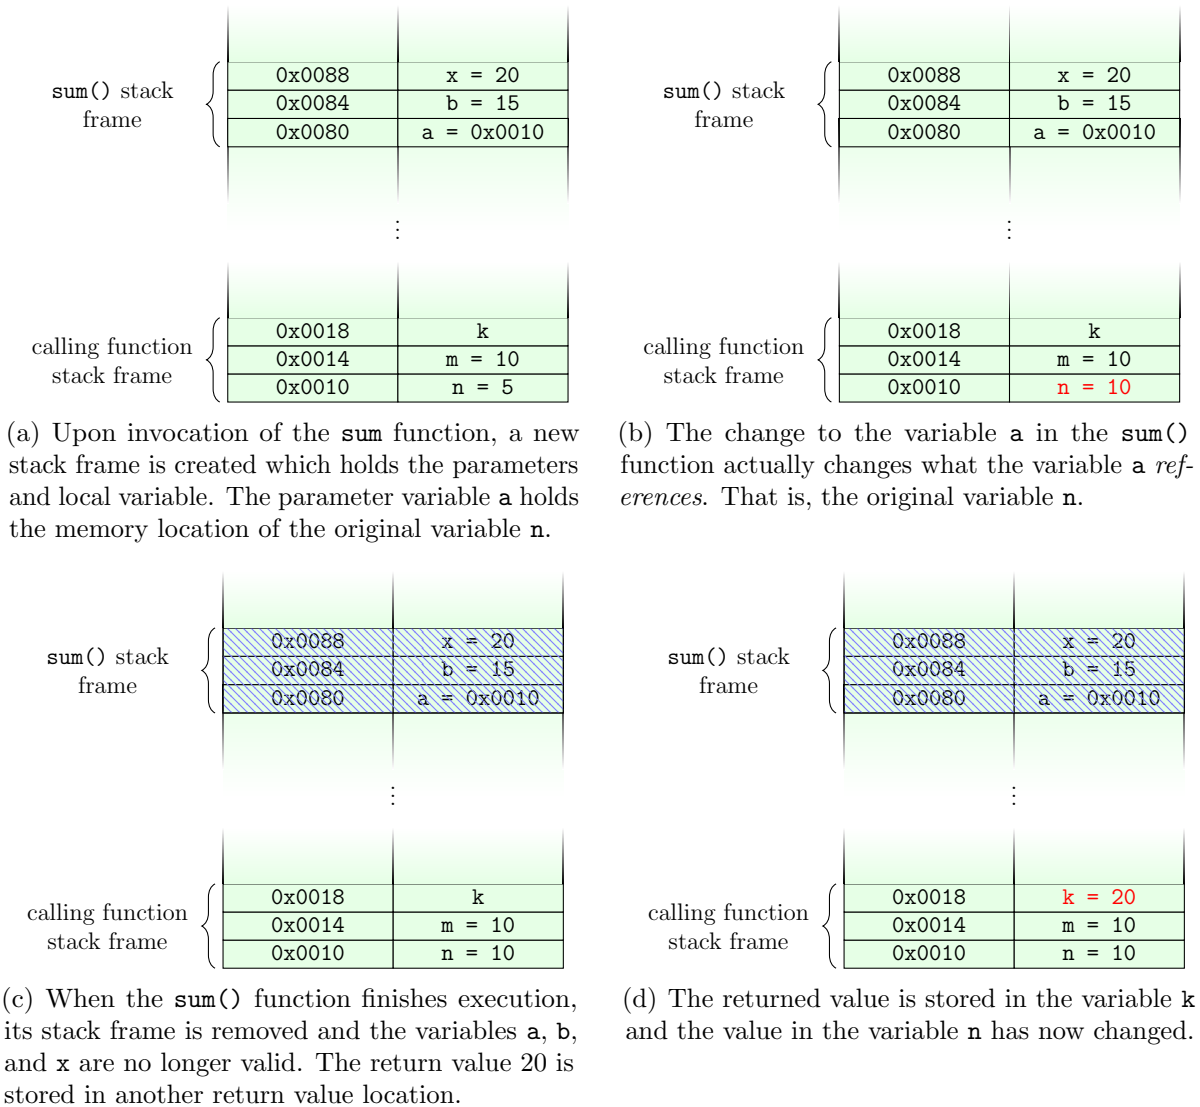 0x0088 x = 20
sum() stack
frame
0x0084 b = 15
0x0080 a = 0x0010
⋮
0x0018 k
calling function
stack frame
0x0014 m = 10
0x0010 n = 5
(a) Upon invocation of the sum function, a new
stack frame is created which holds the parameters
and local variable. The parameter variable a holds
the memory location of the original variable n.
0x0088 x = 20
sum() stack
frame
0x0084 b = 15
0x0080 a = 0x0010
⋮
0x0018 k
calling function
stack frame
0x0014 m = 10
0x0010 n = 10
(b) The change to the variable a in the sum()
function actually changes what the variable a ref-
erences. That is, the original variable n.
0x0088 x = 20
sum() stack
frame
0x0084 b = 15
0x0080 a = 0x0010
⋮
0x0018 k
calling function
stack frame
0x0014 m = 10
0x0010 n = 10
(c) When the sum() function finishes execution,
its stack frame is removed and the variables a, b,
and x are no longer valid. The return value 20 is
stored in another return value location.
0x0088 x = 20
sum() stack
frame
0x0084 b = 15
0x0080 a = 0x0010
⋮
0x0018 k = 20
calling function
stack frame
0x0014 m = 10
0x0010 n = 10
(d) The returned value is stored in the variable k
and the value in the variable n has now changed.